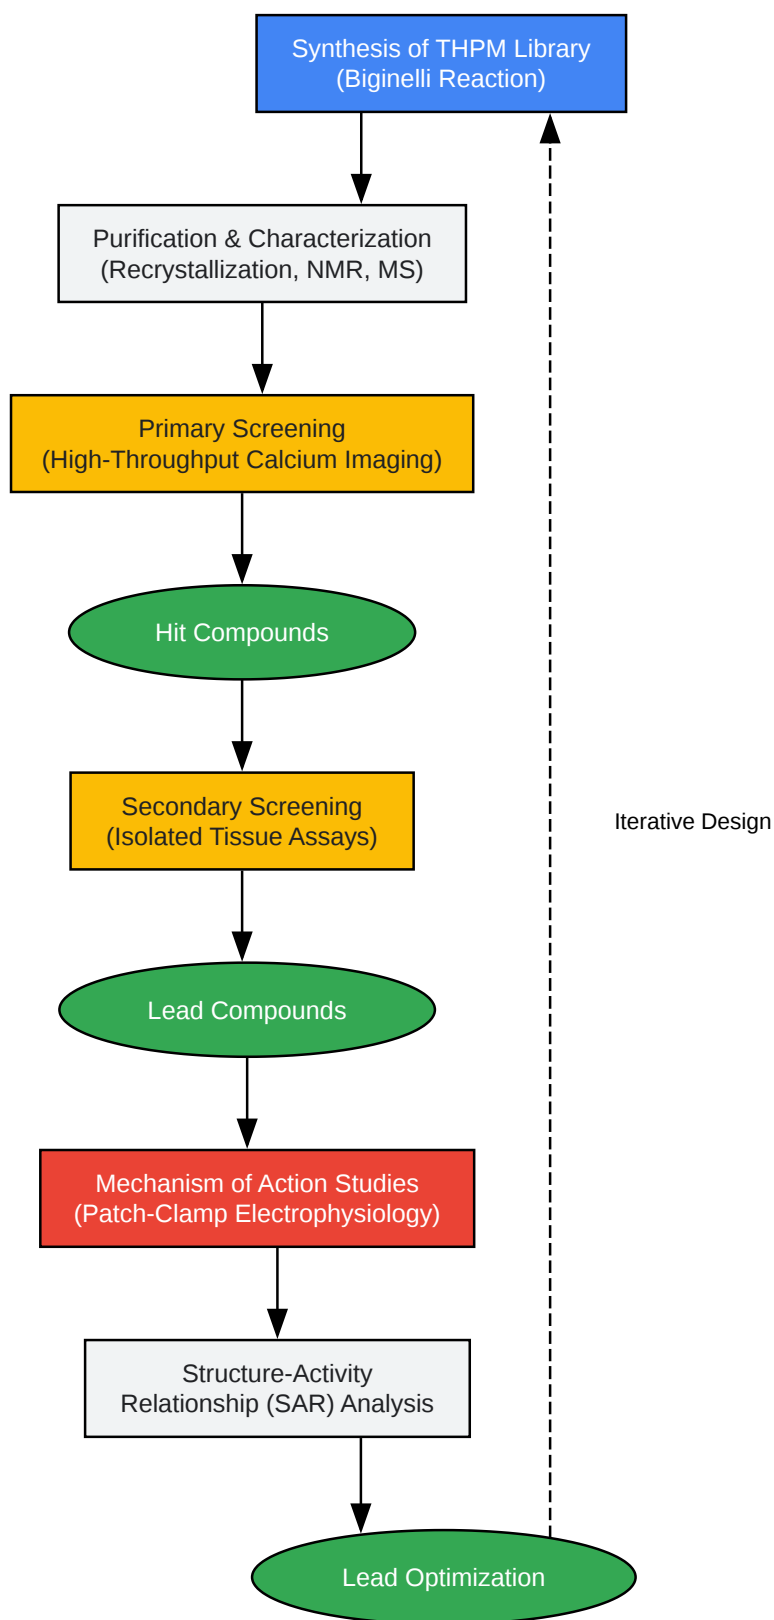 Synthesis of THPM Library
(Biginelli Reaction)
Purification & Characterization
(Recrystallization, NMR, MS)
Primary Screening
(High-Throughput Calcium Imaging)
Hit Compounds
Secondary Screening
(Isolated Tissue Assays)
Iterative Design
Lead Compounds
Mechanism of Action Studies
(Patch-Clamp Electrophysiology)
Structure-Activity
Relationship (SAR) Analysis
Lead Optimization